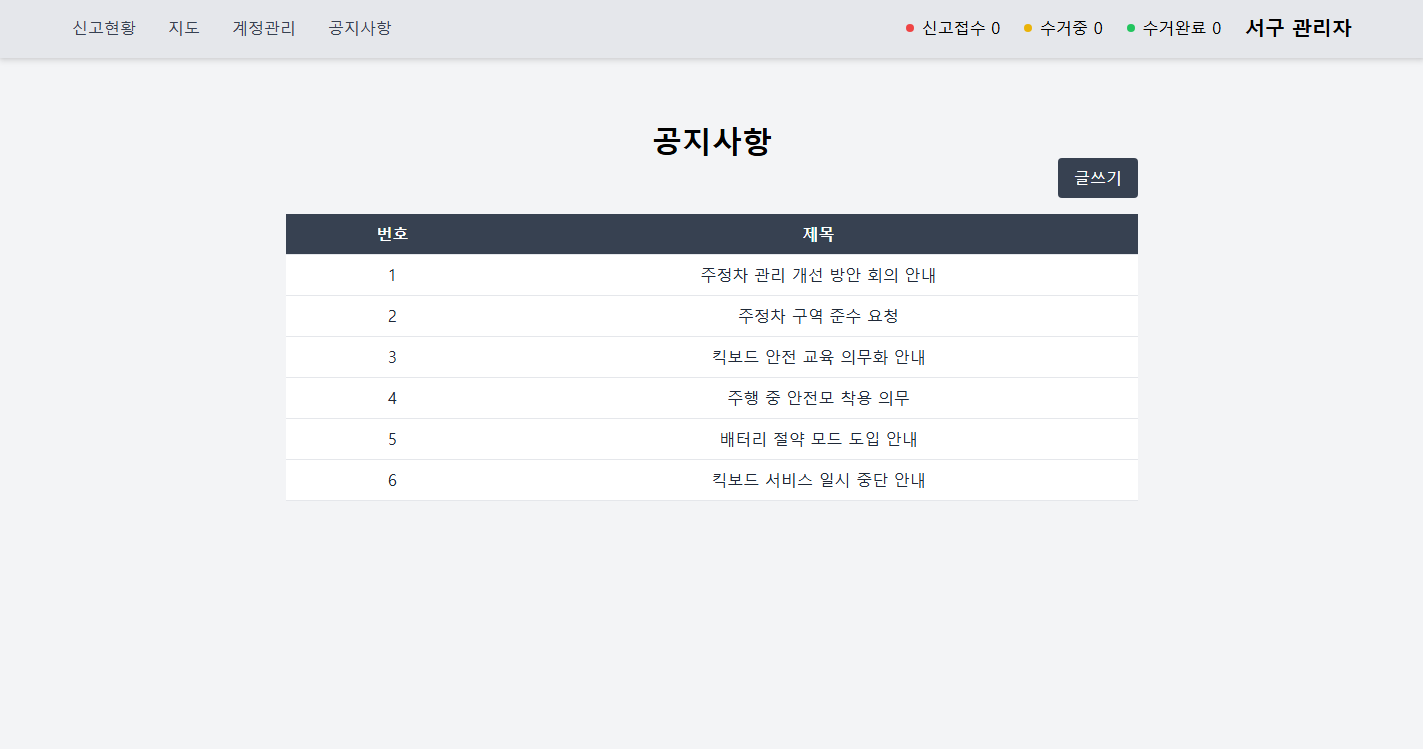 신고현황 지도 계정관리 공지사항 신고접수 0 수거중 0 수거완료 0 서구 관리자
공지사항
글쓰기
번호 제목
1 주정차 관리 개선 방안 회의 안내
2 주정차 구역 준수 요청
3 킥보드 안전 교육 의무화 안내
4 주행 중 안전모 착용 의무
5 배터리 절약 모드 도입 안내
6 킥보드 서비스 일시 중단 안내